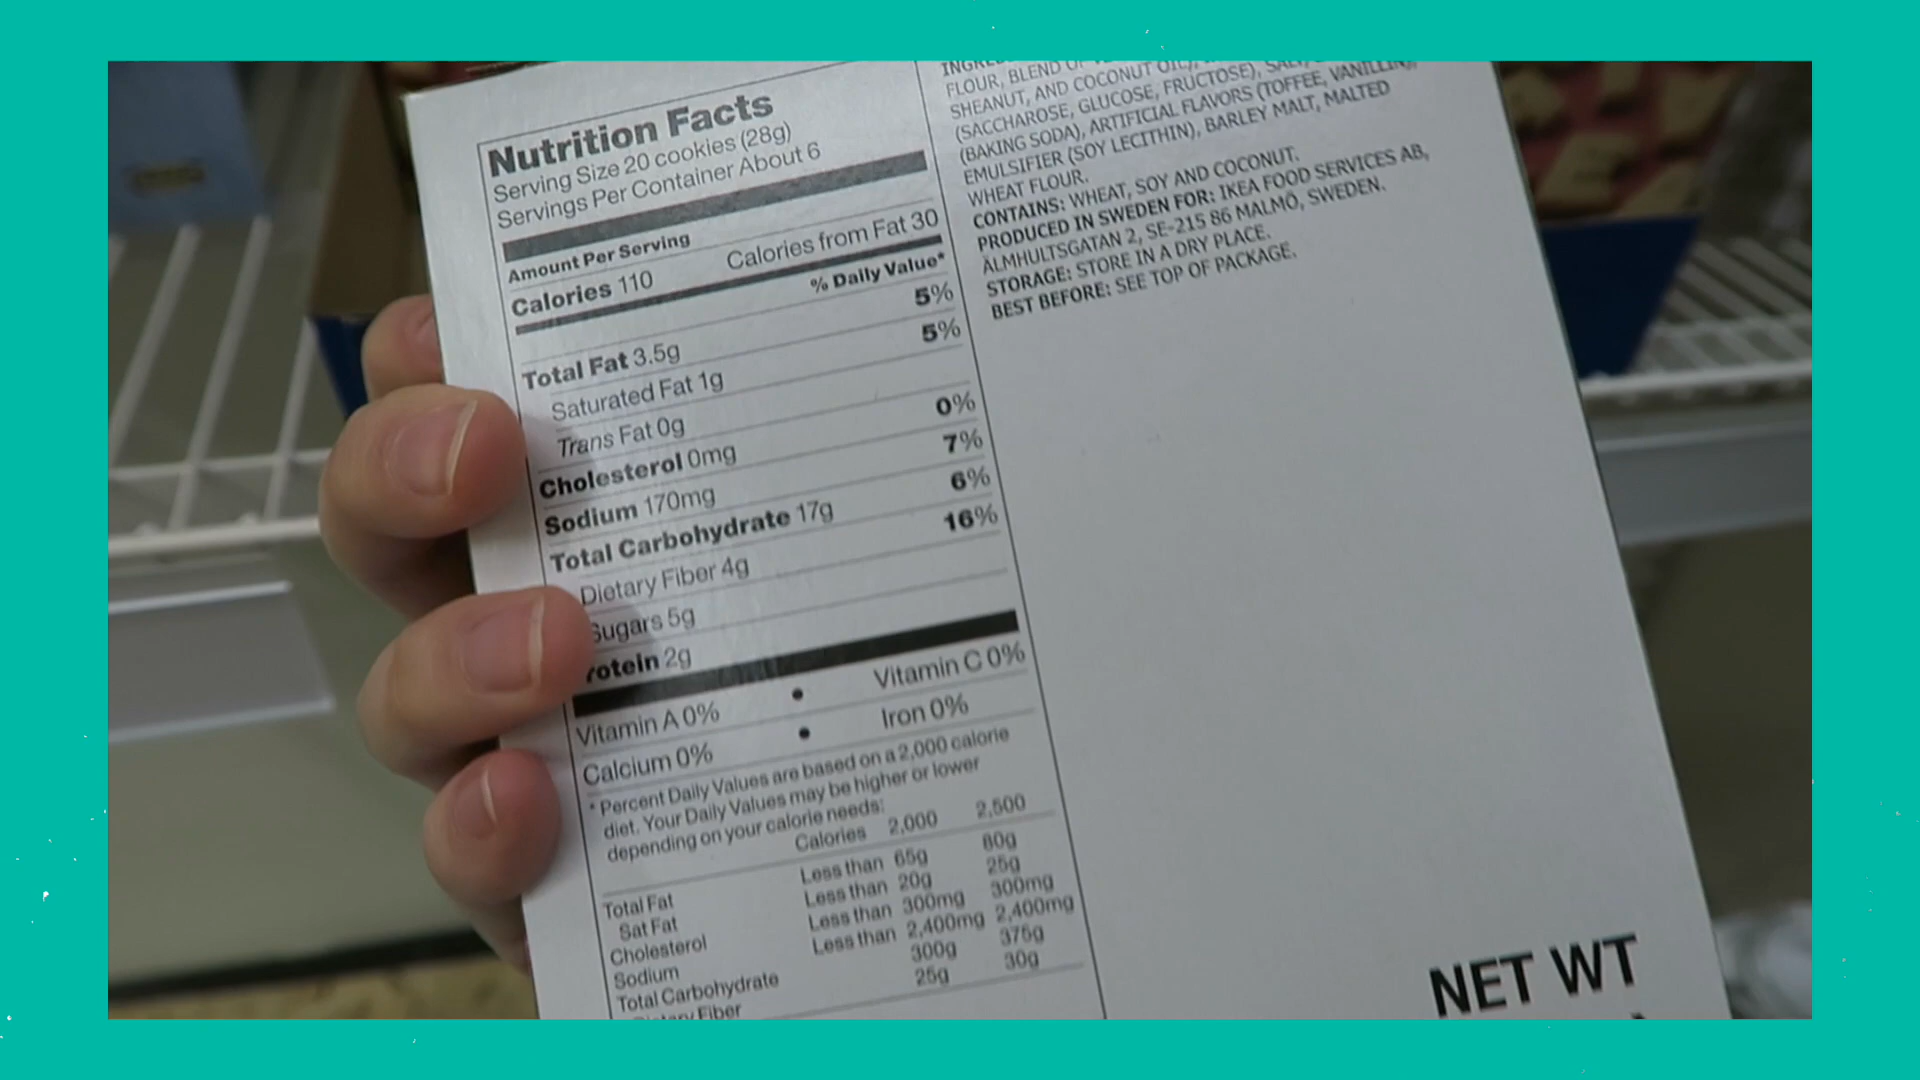 Nutrition Facts
Serving Size 20 cookies (28g)
Servings Per Container About 6
Amount Per Serving
Calories 110 Calories from Fat 30
% Daily Value*
Total Fat 3.5g 5%
Saturated Fat 1g 5%
Trans Fat 0g
Cholesterol 0mg 0%
Sodium 170mg 7%
Total Carbohydrate 17g 6%
Dietary Fiber 4g 16%
Sugars 5g
rotein 2g
Vitamin A 0% • Vitamin C 0%
Calcium 0% • Iron 0%
* Percent Daily Values are based on a 2,000 calorie
diet. Your Daily Values may be higher or lower
depending on your calorie needs:
Calories 2,000 2,500
Total Fat Less than 65g 80g
Sat Fat Less than 20g 25g
Cholesterol Less than 300mg 300mg
Sodium Less than 2,400mg 2,400mg
Total Carbohydrate 300g 375g
Fiber 25g 30g
FLOUR, BLEND
SHEANUT, AND COCONUT OIL),
(SACCHAROSE, GLUCOSE, FRUCTOSE),
(BAKING SODA), ARTIFICIAL FLAVORS (TOFFEE, VANILLIN),
EMULSIFIER (SOY LECITHIN), BARLEY MALT, MALTED
WHEAT FLOUR.
CONTAINS: WHEAT, SOY AND COCONUT.
PRODUCED IN SWEDEN FOR: IKEA FOOD SERVICES AB,
ÄLMHULTSGATAN 2, SE-215 86 MALMÖ, SWEDEN.
STORAGE: STORE IN A DRY PLACE.
BEST BEFORE: SEE TOP OF PACKAGE.
NET WT